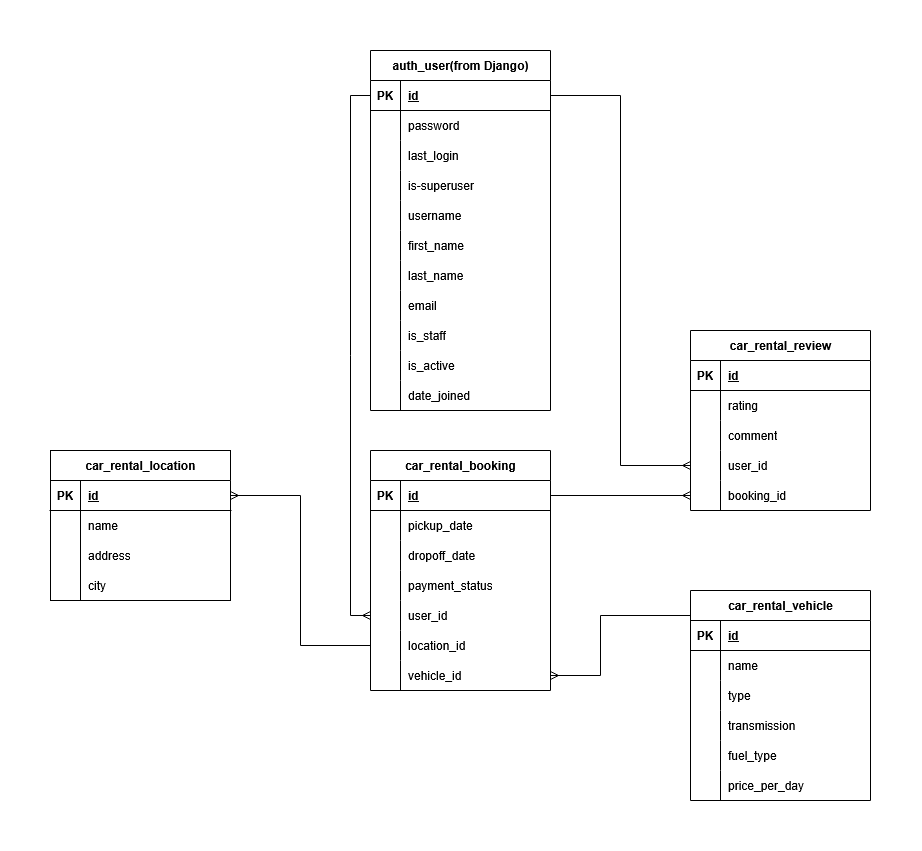 auth_user(from Django)
PK id
password
last_login
is-superuser
username
first_name
last_name
email
is_staff
is_active
date_joined
car_rental_review
PK id
rating
comment
user_id
booking_id
car_rental_location
PK id
name
address
city
car_rental_booking
PK id
pickup_date
dropoff_date
payment_status
user_id
location_id
vehicle_id
car_rental_vehicle
PK id
name
type
transmission
fuel_type
price_per_day